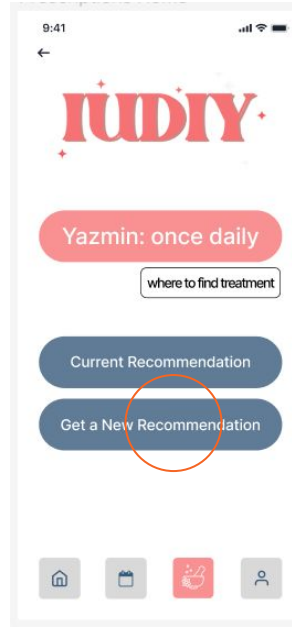 9:41
IUDIY
Yazmin: once daily
where to find treatment
Current Recommendation
Get a New Recommendation